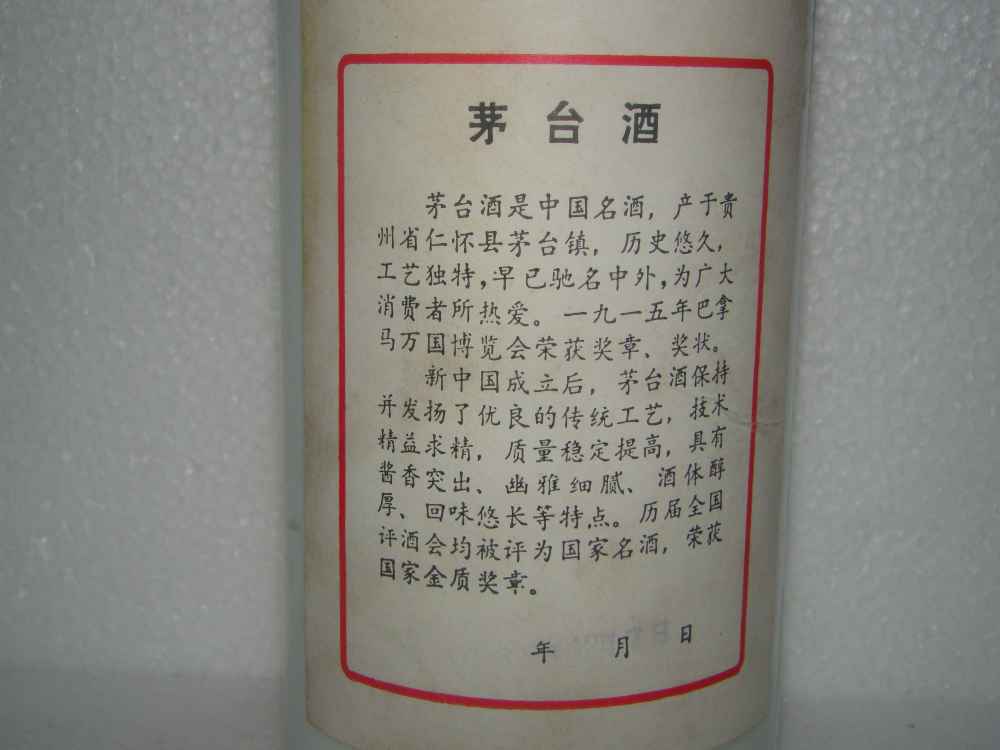 茅台酒
茅台酒是中国名酒，产于贵
州省仁怀县茅台镇，历史悠久，
工艺独特，早已驰名中外，为广大
消费者所热爱。一九一五年巴拿
马万国博览会荣获奖章、奖状。
新中国成立后，茅台酒保持
并发扬了优良的传统工艺，技术
精益求精，质量稳定提高，具有
酱香突出、幽雅细腻、酒体醇
厚、回味悠长等特点。历届全国
评酒会均被评为国家名酒，荣获
国家金质奖章。
年 月 日